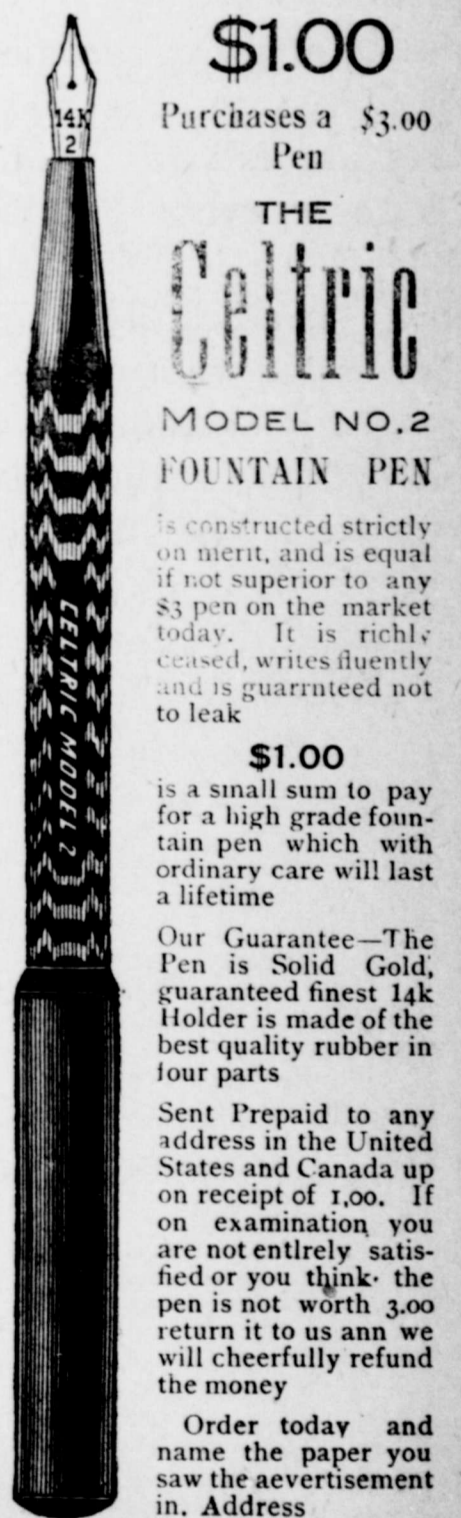 $1.00
Purchases a $3.00
Pen
THE
Celtric
MODEL NO.2
FOUNTAIN PEN
is constructed strictly
on merit, and is equal
if not superior to any
$3 pen on the market
today. It is richly
ceased, writes fluently
and is guarrnteed not
to leak
$1.00
is a small sum to pay
for a high grade foun-
tain pen which with
ordinary care will last
a lifetime
Our Guarantee—The
Pen is Solid Gold,
guaranteed finest 14k
Holder is made of the
best quality rubber in
four parts
Sent Prepaid to any
address in the United
States and Canada up
on receipt of 1,00. If
on examination you
are not entirely satis-
fied or you think· the
pen is not worth 3.00
return it to us ann we
will cheerfully refund
the money
Order today and
name the paper you
saw the aevertisement
in. Address
14K
2
CELTRIC MODEL 2